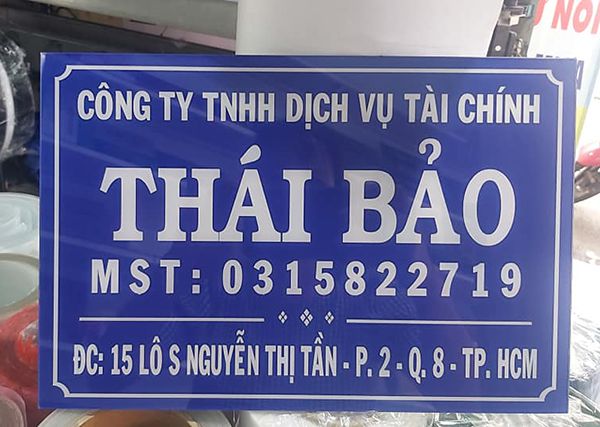 CÔNG TY TNHH DỊCH VỤ TÀI CHÍNH
THÁI BẢO
MST: 0315822719
ĐC: 15 LÔ S NGUYỄN THỊ TẦN - P. 2 - Q. 8 - TP. HCM